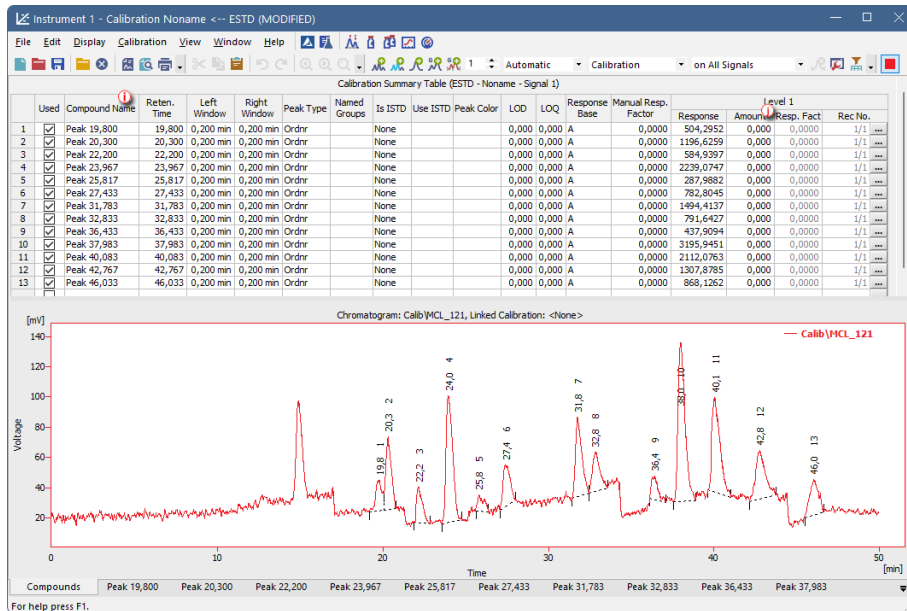 Instrument 1 - Calibration Noname <-- ESTD (MODIFIED)
File Edit Display Calibration View Window Help
1 Automatic Calibration on All Signals
Calibration Summary Table (ESTD - Noname - Signal 1)
Used Compound Name Reten. Time Left Window Right Window Peak Type Named Groups Is ISTD Use ISTD Peak Color LOD LOQ Response Base Manual Resp. Factor Level 1
Response Amount Resp. Fact Rec No.
1 Peak 19,800 19,800 0,200 min 0,200 min Ordnr None 0,000 0,000 A 0,0000 504,2952 0,000 0,0000 1/1 ...
2 Peak 20,300 20,300 0,200 min 0,200 min Ordnr None 0,000 0,000 A 0,0000 1196,6259 0,000 0,0000 1/1 ...
3 Peak 22,200 22,200 0,200 min 0,200 min Ordnr None 0,000 0,000 A 0,0000 584,9397 0,000 0,0000 1/1 ...
4 Peak 23,967 23,967 0,200 min 0,200 min Ordnr None 0,000 0,000 A 0,0000 2239,0747 0,000 0,0000 1/1 ...
5 Peak 25,817 25,817 0,200 min 0,200 min Ordnr None 0,000 0,000 A 0,0000 287,9882 0,000 0,0000 1/1 ...
6 Peak 27,433 27,433 0,200 min 0,200 min Ordnr None 0,000 0,000 A 0,0000 782,8045 0,000 0,0000 1/1 ...
7 Peak 31,783 31,783 0,200 min 0,200 min Ordnr None 0,000 0,000 A 0,0000 1494,4137 0,000 0,0000 1/1 ...
8 Peak 32,833 32,833 0,200 min 0,200 min Ordnr None 0,000 0,000 A 0,0000 791,6427 0,000 0,0000 1/1 ...
9 Peak 36,433 36,433 0,200 min 0,200 min Ordnr None 0,000 0,000 A 0,0000 437,9094 0,000 0,0000 1/1 ...
10 Peak 37,983 37,983 0,200 min 0,200 min Ordnr None 0,000 0,000 A 0,0000 3195,9451 0,000 0,0000 1/1 ...
11 Peak 40,083 40,083 0,200 min 0,200 min Ordnr None 0,000 0,000 A 0,0000 2112,0763 0,000 0,0000 1/1 ...
12 Peak 42,767 42,767 0,200 min 0,200 min Ordnr None 0,000 0,000 A 0,0000 1307,8785 0,000 0,0000 1/1 ...
13 Peak 46,033 46,033 0,200 min 0,200 min Ordnr None 0,000 0,000 A 0,0000 868,1262 0,000 0,0000 1/1 ...
Chromatogram: Calib\MCL_121, Linked Calibration: <None>
[mV]
Calib\MCL_121
140
120
100
80
60
40
20
Voltage
19,8 1
20,3 2
22,2 3
24,0 4
25,8 5
27,4 6
31,8 7
32,8 8
36,4 9
38,0 10
40,1 11
42,8 12
46,0 13
0 10 20 30 40 50
Time
[min]
Compounds Peak 19,800 Peak 20,300 Peak 22,200 Peak 23,967 Peak 25,817 Peak 27,433 Peak 31,783 Peak 32,833 Peak 36,433 Peak 37,983
For help press F1.